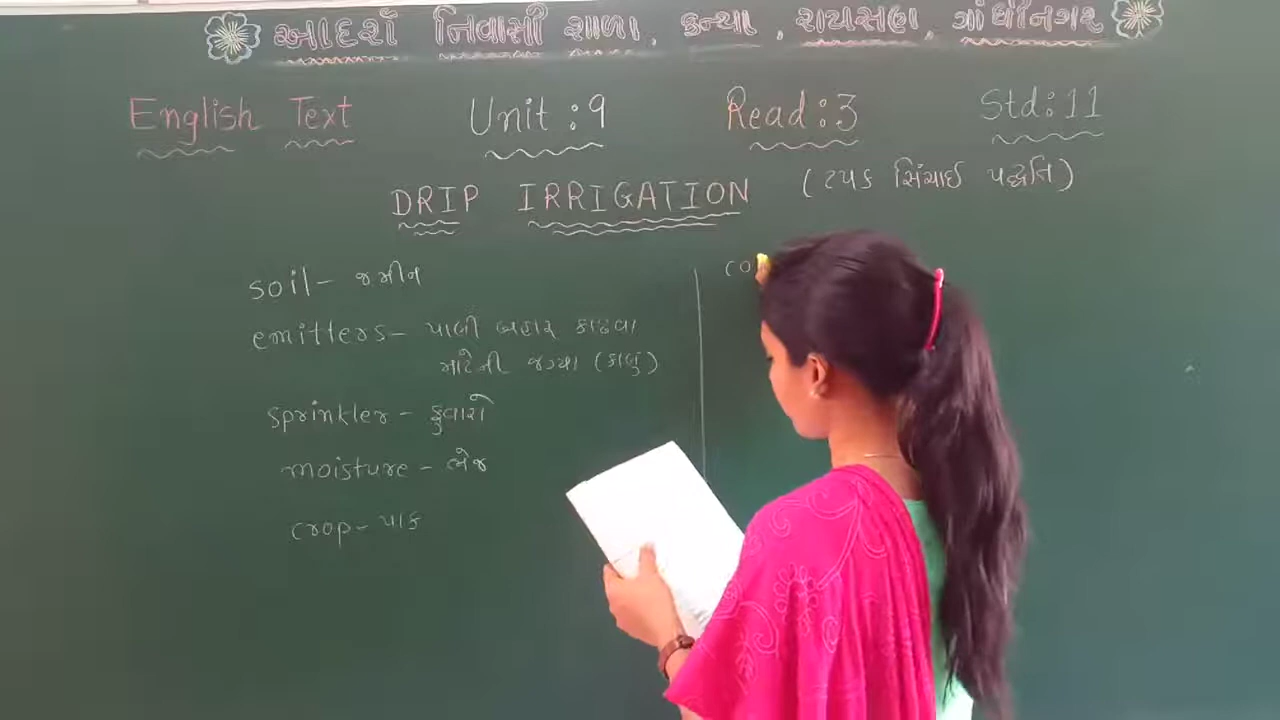 આદર્શ નિવાસી શાળા, કન્યા, રાયસણ, ગાંધીનગર
English Text Unit : 9 Read : 3 Std : 11
DRIP IRRIGATION (ટપક સિંચાઈ પદ્ધતિ)
soil - જમીન
emitters - પાણી બહાર કાઢવા
માટેની જગ્યા (કાણું)
sprinkler - ફુવારો
moisture - ભેજ
crop - પાક
co